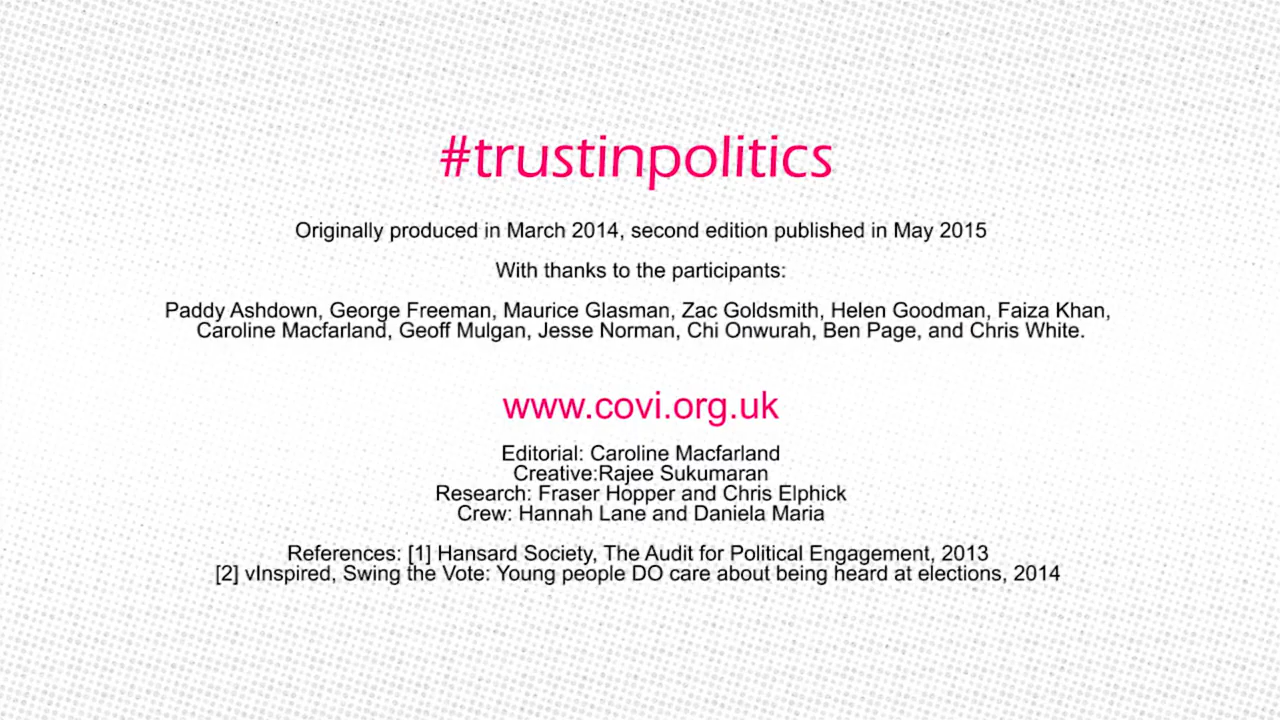 #trustinpolitics
Originally produced in March 2014, second edition published in May 2015
With thanks to the participants:
Paddy Ashdown, George Freeman, Maurice Glasman, Zac Goldsmith, Helen Goodman, Faiza Khan,
Caroline Macfarland, Geoff Mulgan, Jesse Norman, Chi Onwurah, Ben Page, and Chris White.
www.covi.org.uk
Editorial: Caroline Macfarland
Creative:Rajee Sukumaran
Research: Fraser Hopper and Chris Elphick
Crew: Hannah Lane and Daniela Maria
References: [1] Hansard Society, The Audit for Political Engagement, 2013
[2] vInspired, Swing the Vote: Young people DO care about being heard at elections, 2014